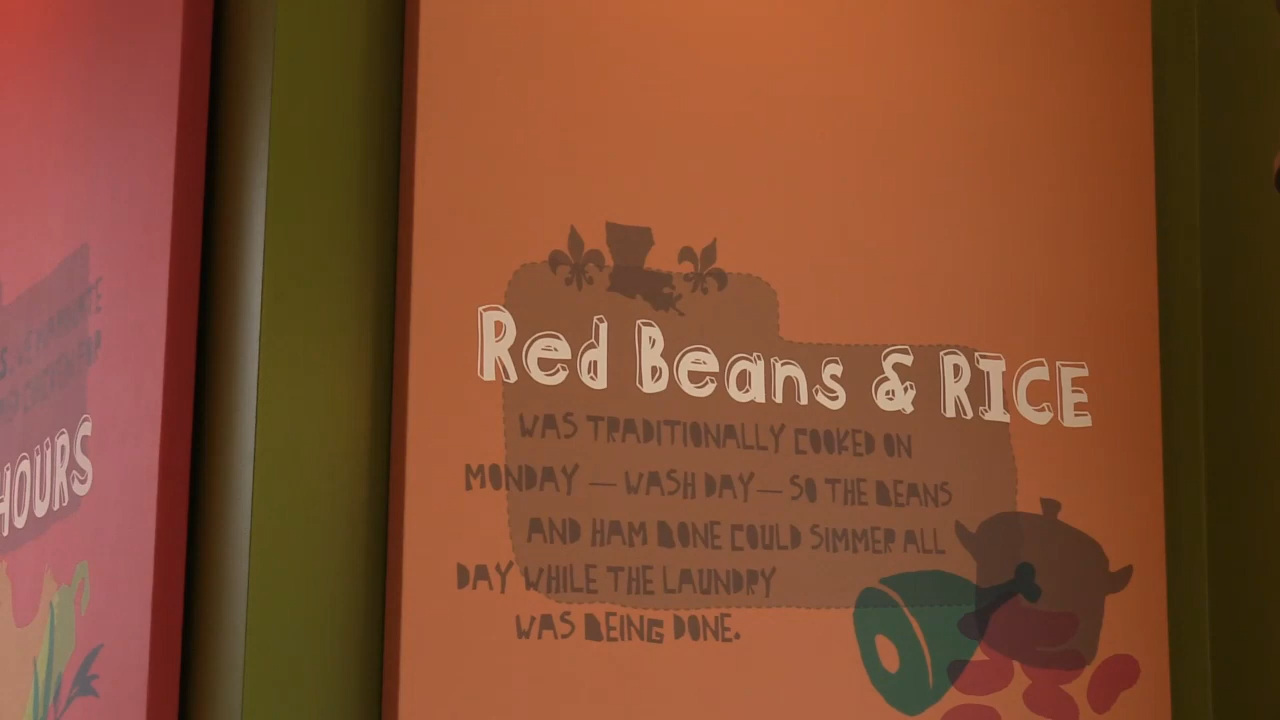 HOURS
Red Beans & RICE
WAS TRADITIONALLY COOKED ON
MONDAY — WASH DAY — SO THE BEANS
AND HAM BONE COULD SIMMER ALL
DAY WHILE THE LAUNDRY
WAS BEING DONE.